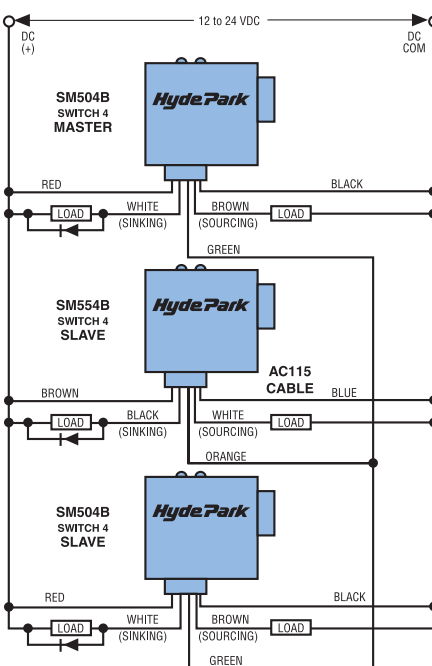 12 to 24 VDC
DC
(+)
DC
COM
SM504B
SWITCH 4
MASTER
HydePark
RED
BLACK
LOAD
WHITE
(SINKING)
BROWN
(SOURCING)
LOAD
GREEN
SM554B
SWITCH 4
SLAVE
HydePark
AC115
CABLE
BROWN
BLUE
LOAD
BLACK
(SINKING)
WHITE
(SOURCING)
LOAD
ORANGE
SM504B
SWITCH 4
SLAVE
HydePark
RED
BLACK
LOAD
WHITE
(SINKING)
BROWN
(SOURCING)
LOAD
GREEN